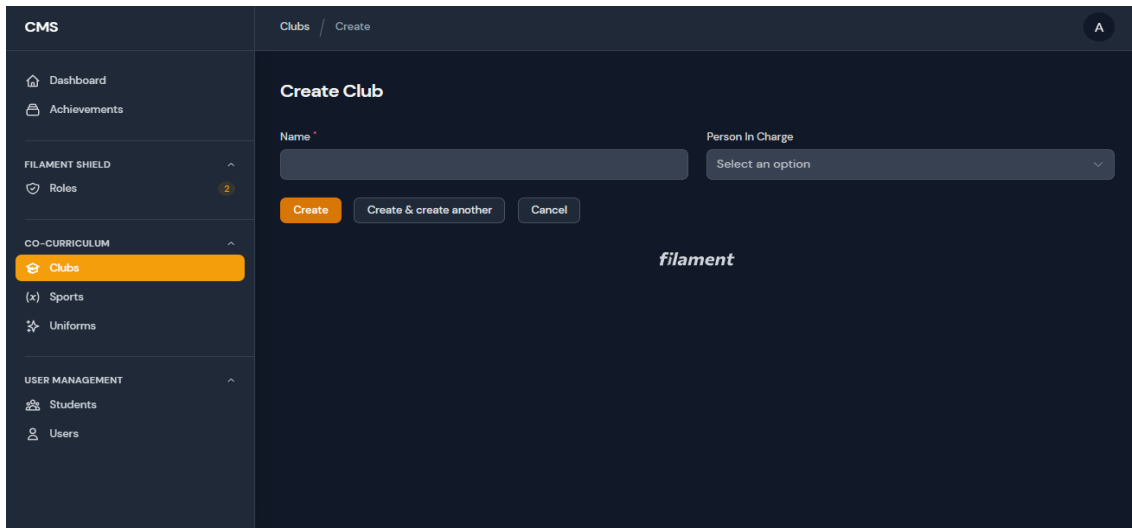 CMS
Clubs / Create
A
Dashboard
Achievements
FILAMENT SHIELD
Roles 2
CO-CURRICULUM
Clubs
(x) Sports
Uniforms
USER MANAGEMENT
Students
Users
Create Club
Name * Person In Charge
Select an option
Create Create & create another Cancel
filament